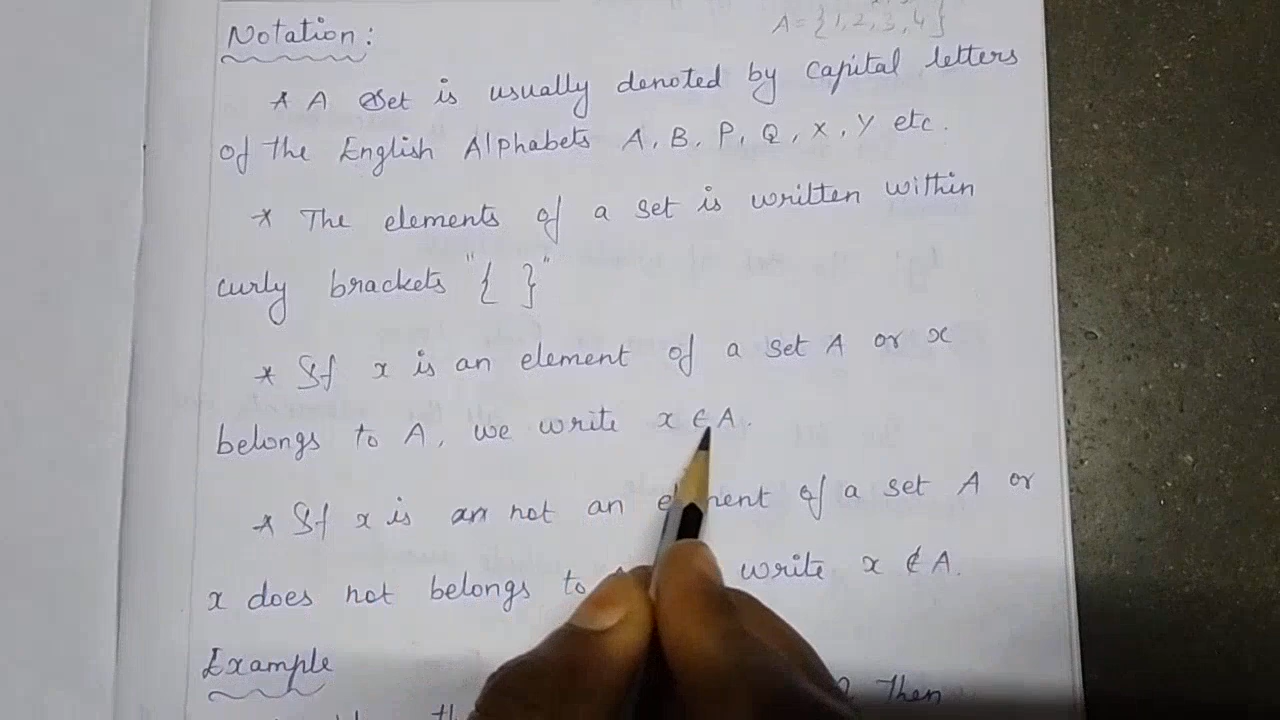 A = {1, 2, 3, 4}
Notation:
* A Set is usually denoted by capital letters
of the English Alphabets A, B, P, Q, X, Y etc.
* The elements of a set is written within
curly brackets "{ }"
* If x is an element of a set A or x
belongs to A, we write x ∈ A.
* If x is an not an element of a set A or
x does not belongs to write x ∉ A.
Example
then